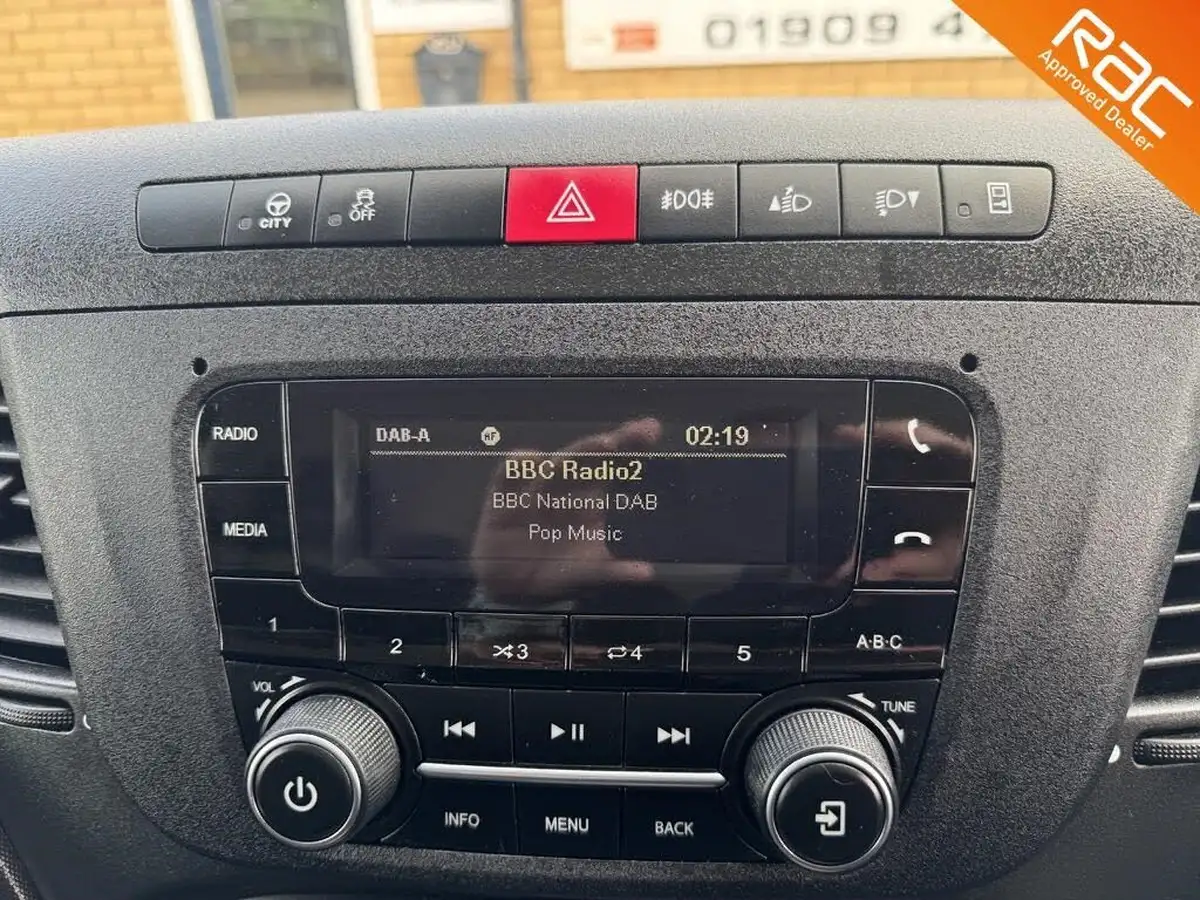 01909 4
RAC
Approved Dealer
CITY
OFF
RADIO
MEDIA
DAB-A AF 02:19
BBC Radio2
BBC National DAB
Pop Music
1
2
3
4
5
A·B·C
VOL
TUNE
INFO
MENU
BACK